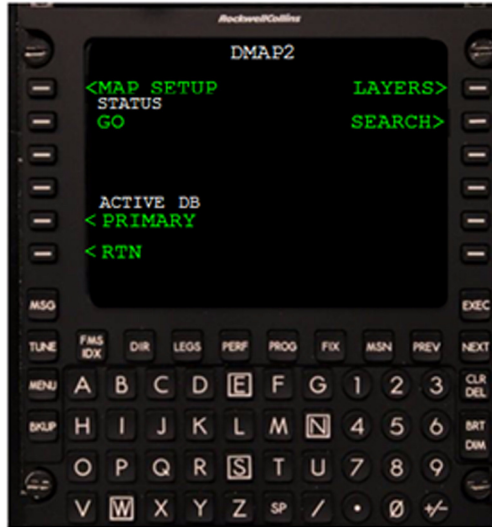 RockwellCollins
DMAP2
<MAP SETUP LAYERS>
STATUS
GO SEARCH>
ACTIVE DB
< PRIMARY
< RTN
MSG EXEC
TUNE FMS IDX DIR LEGS PERF PROG FIX MSN PREV NEXT
MENU A B C D E F G 1 2 3 CLR DEL
BKUP H I J K L M N 4 5 6 BRT DIM
O P Q R S T U 7 8 9
V W X Y Z SP / • Ø +/-